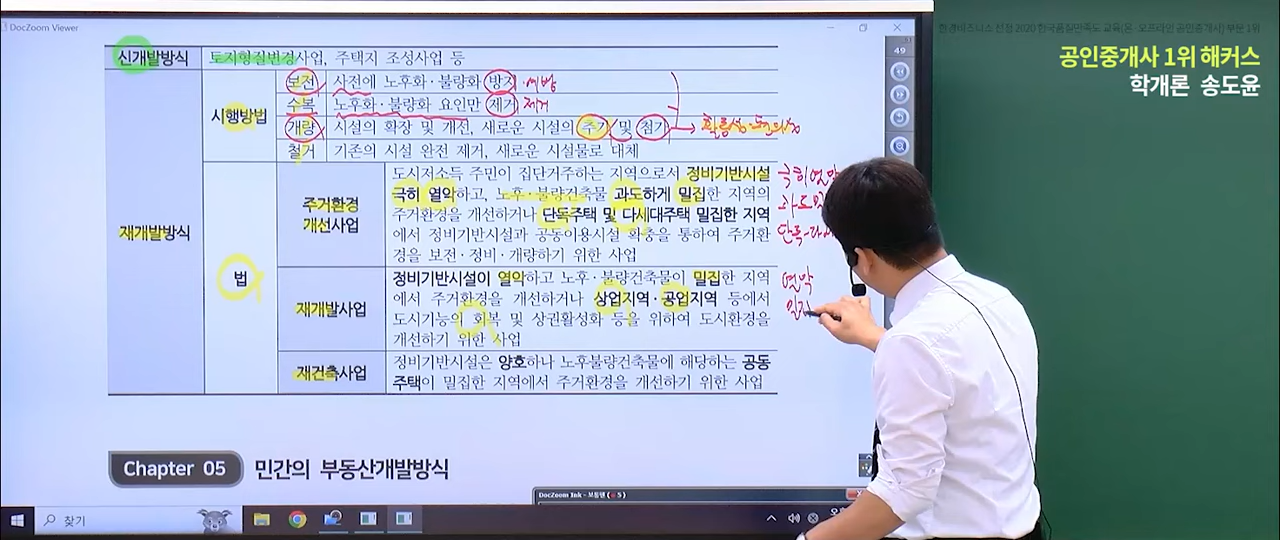 DocZoom Viewer
한경비즈니스 선정 2020 한국품질만족도 교육(온·오프라인 공인중개사) 부문 1위
공인중개사 1위 해커스
학개론 송도윤
49
신개발방식 토지형질변경사업, 주택지 조성사업 등
재개발방식
시행방법
보전 사전에 노후화·불량화 방지 예방
수복 노후화·불량화 요인만 제거 제거
개량 시설의 확장 및 개선, 새로운 시설의 추가 및 첨가
철거 기존의 시설 완전 제거, 새로운 시설물로 대체
법
주거환경
개선사업
도시저소득 주민이 집단거주하는 지역으로서 정비기반시설
극히 열악하고, 노후·불량건축물 과도하게 밀집한 지역의
주거환경을 개선하거나 단독주택 및 다세대주택 밀집한 지역
에서 정비기반시설과 공동이용시설 확충을 통하여 주거환
경을 보전·정비·개량하기 위한 사업
극히열악
단독-다
재개발사업
정비기반시설이 열악하고 노후·불량건축물이 밀집한 지역
에서 주거환경을 개선하거나 상업지역·공업지역 등에서
도시기능의 회복 및 상권활성화 등을 위하여 도시환경을
개선하기 위한 사업
열악
밀집
재건축사업
정비기반시설은 양호하나 노후불량건축물에 해당하는 공동
주택이 밀집한 지역에서 주거환경을 개선하기 위한 사업
Chapter 05 민간의 부동산개발방식
DocZoom Ink - 보통펜 (● 5)
찾기